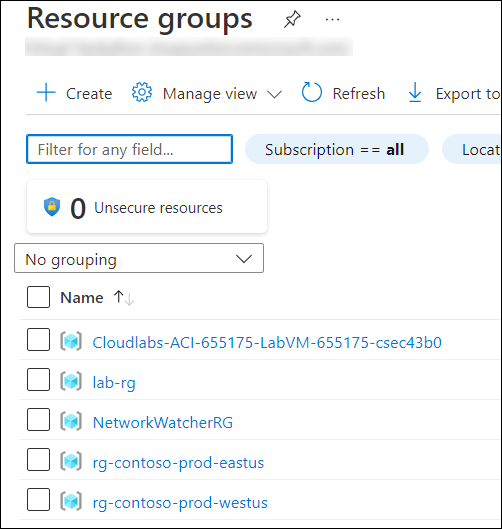 Resource groups
Create Manage view Refresh Export to
Filter for any field... Subscription == all Locat
0 Unsecure resources
No grouping
Name
Cloudlabs-ACI-655175-LabVM-655175-csec43b0
lab-rg
NetworkWatcherRG
rg-contoso-prod-eastus
rg-contoso-prod-westus